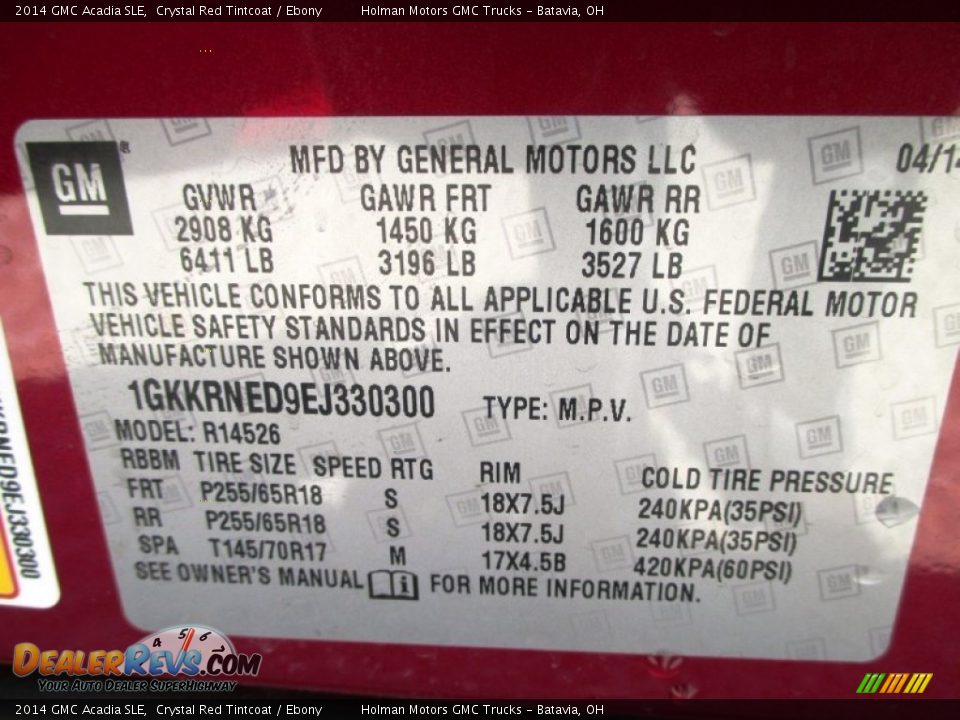 2014 GMC Acadia SLE, Crystal Red Tintcoat / Ebony Holman Motors GMC Trucks - Batavia, OH
GM®
MFD BY GENERAL MOTORS LLC 04/14
GVWR GAWR FRT GAWR RR
2908 KG 1450 KG 1600 KG
6411 LB 3196 LB 3527 LB
THIS VEHICLE CONFORMS TO ALL APPLICABLE U.S. FEDERAL MOTOR
VEHICLE SAFETY STANDARDS IN EFFECT ON THE DATE OF
MANUFACTURE SHOWN ABOVE.
1GKKRNED9EJ330300 TYPE: M.P.V.
MODEL: R14526
RBBM TIRE SIZE SPEED RTG RIM COLD TIRE PRESSURE
FRT P255/65R18 S 18X7.5J 240KPA(35PSI)
RR P255/65R18 S 18X7.5J 240KPA(35PSI)
SPA T145/70R17 M 17X4.5B 420KPA(60PSI)
SEE OWNER'S MANUAL i FOR MORE INFORMATION.
KRNED9EJ330300
4 5 6
DEALERREVS.COM
YOUR AUTO DEALER SUPERHIGHWAY
2014 GMC Acadia SLE, Crystal Red Tintcoat / Ebony Holman Motors GMC Trucks - Batavia, OH